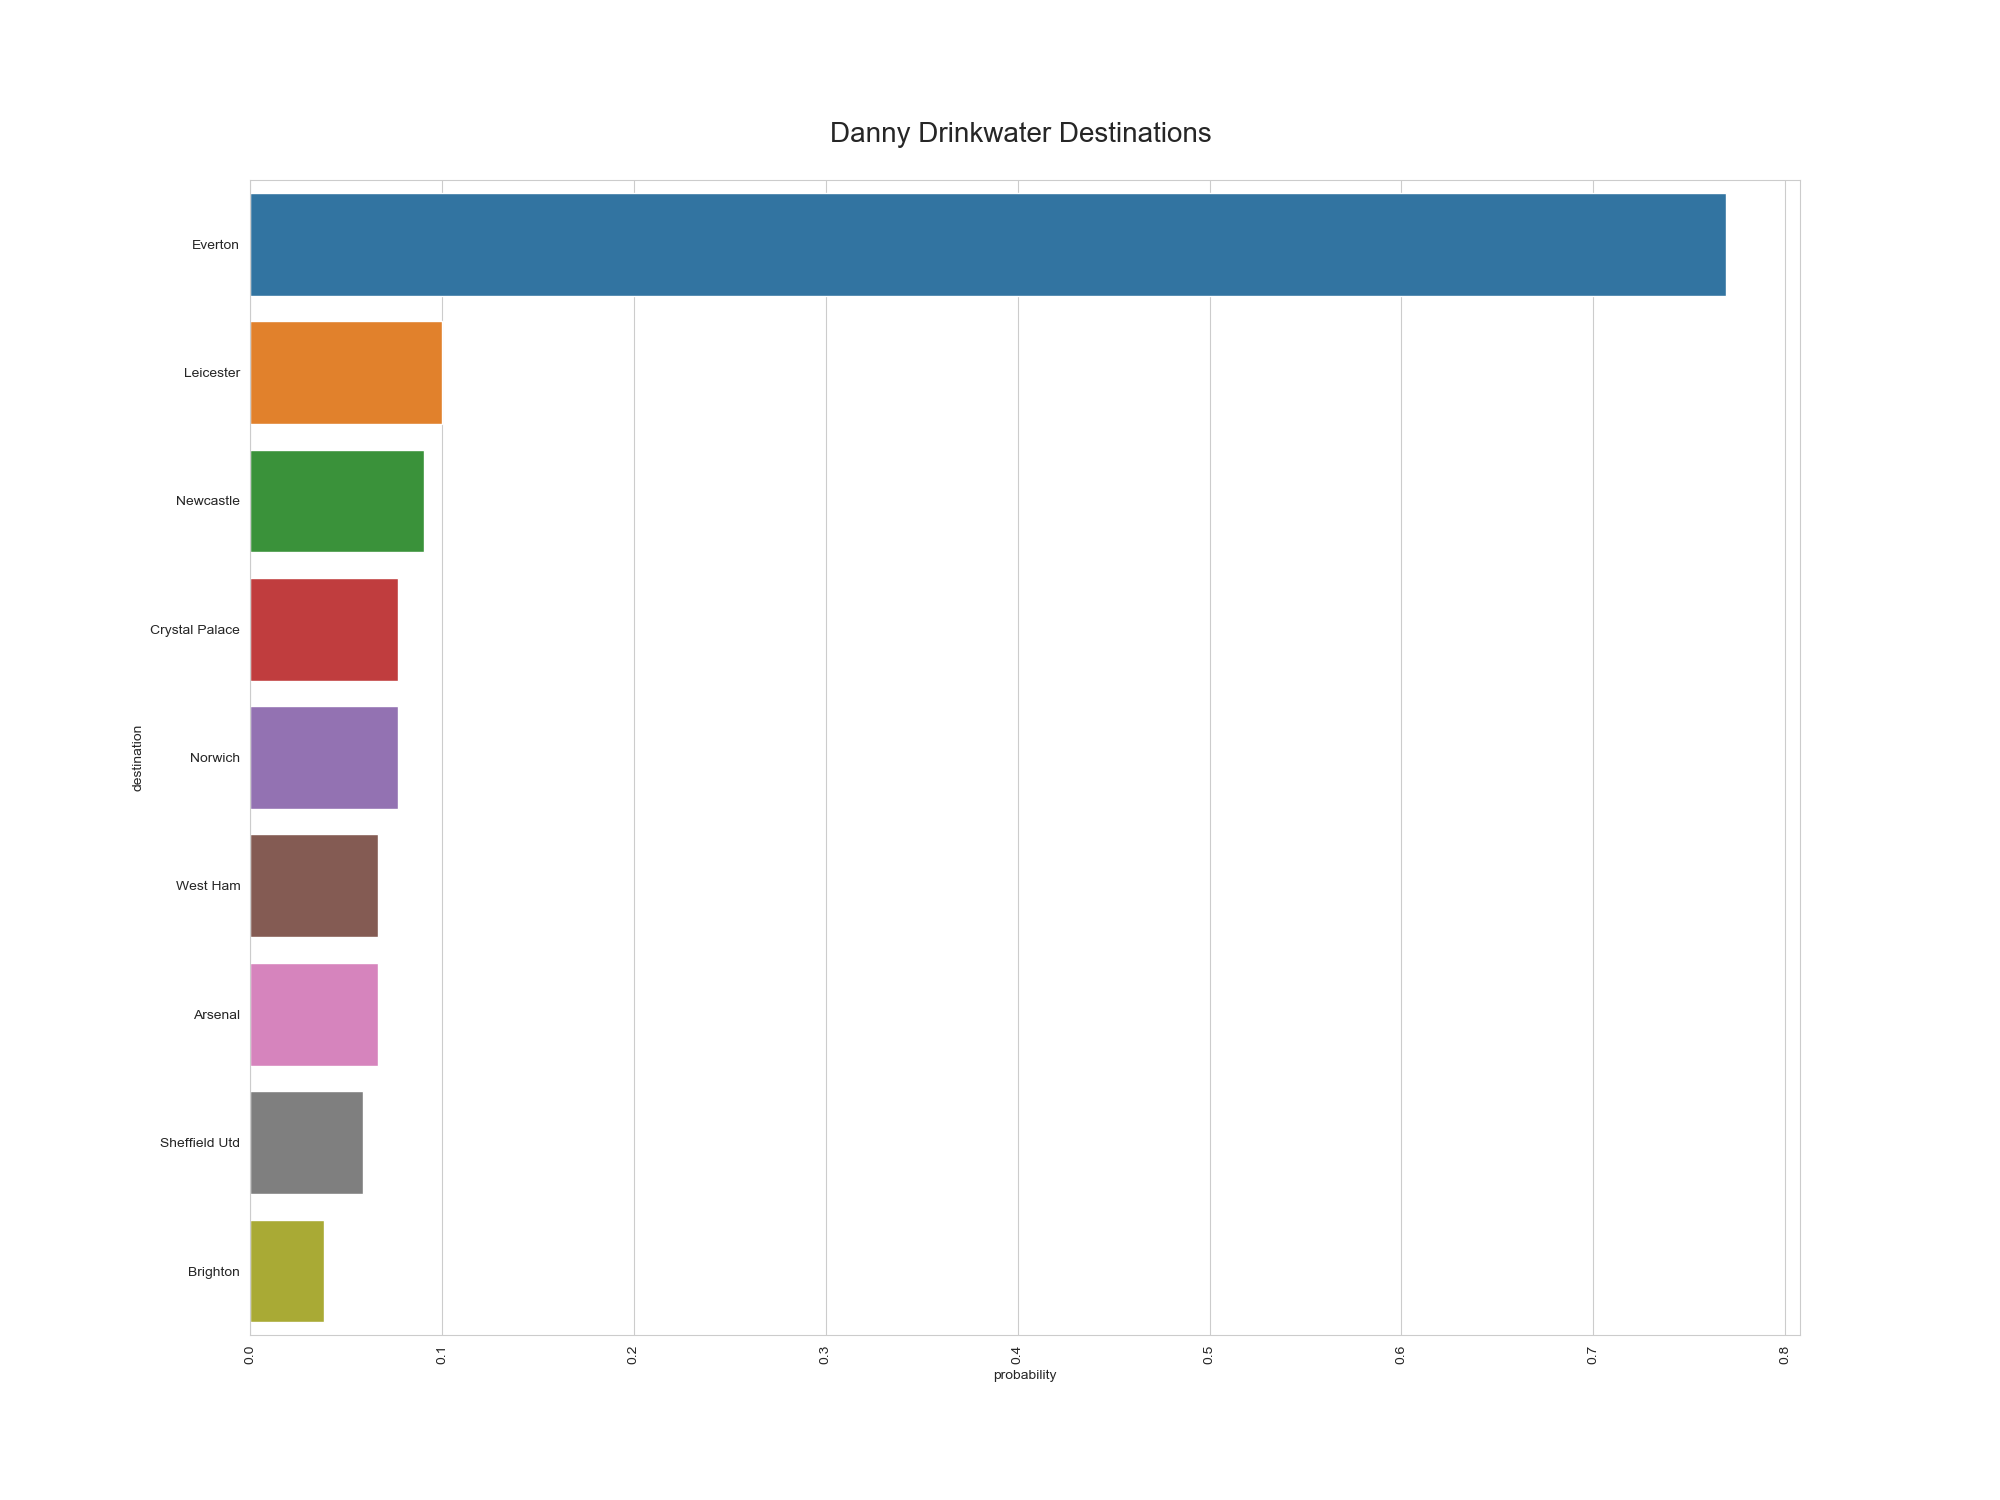 Danny Drinkwater Destinations
destination
Everton
Leicester
Newcastle
Crystal Palace
Norwich
West Ham
Arsenal
Sheffield Utd
Brighton
0.0 0.1 0.2 0.3 0.4 0.5 0.6 0.7 0.8
probability